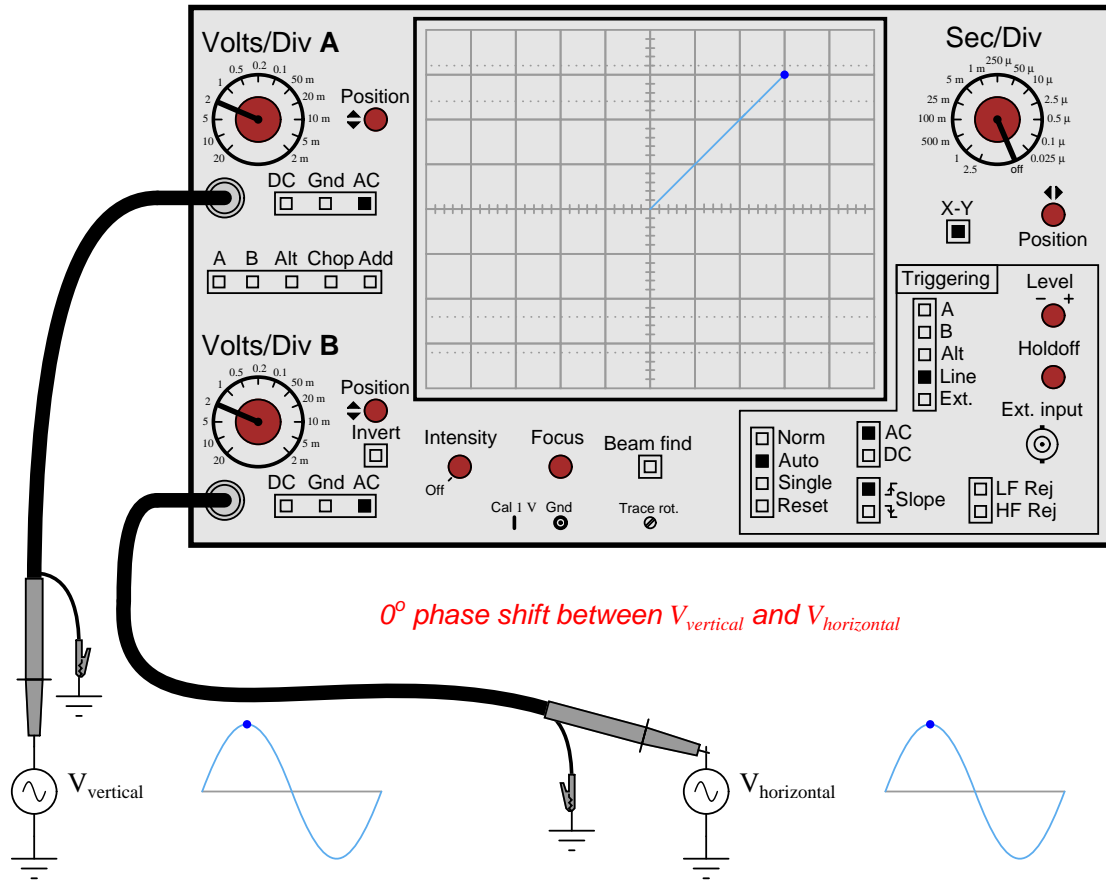 Volts/Div A
20 10 5 2 1 0.5 0.2 0.1 50 m 20 m 10 m 5 m 2 m
Position
DC Gnd AC
A B Alt Chop Add
Volts/Div B
20 10 5 2 1 0.5 0.2 0.1 50 m 20 m 10 m 5 m 2 m
Position
Invert
DC Gnd AC
Intensity
Off
Focus
Beam find
Cal 1 V Gnd
Trace rot.
Sec/Div
2.5 1 500 m 100 m 25 m 5 m 1 m 250 µ 50 µ 10 µ 2.5 µ 0.5 µ 0.1 µ 0.025 µ off
X-Y
Position
Triggering
A
B
Alt
Line
Ext.
Level
− +
Holdoff
Ext. input
Norm
Auto
Single
Reset
AC
DC
Slope
LF Rej
HF Rej
0° phase shift between Vvertical and Vhorizontal
Vvertical
Vhorizontal